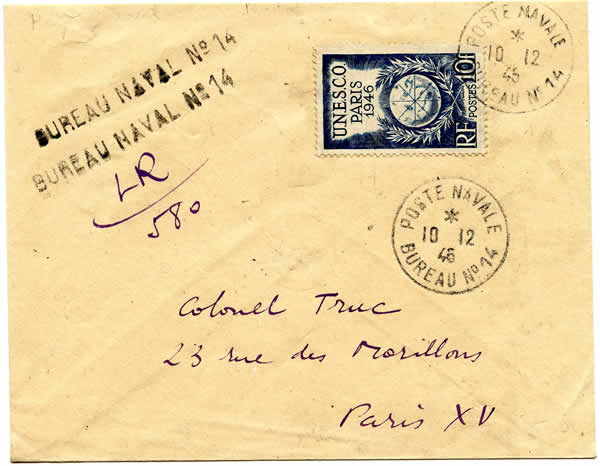 BUREAU NAVAL No 14
BUREAU NAVAL No 14
LR
580
U.N.E.S.C.O.
PARIS
1946
RF POSTES 10F
POSTE NAVALE
*
10 12
46
BUREAU No 14
POSTE NAVALE
*
10 12
46
BUREAU No 14
Colonel Truc
23 rue des Morillons
Paris XV